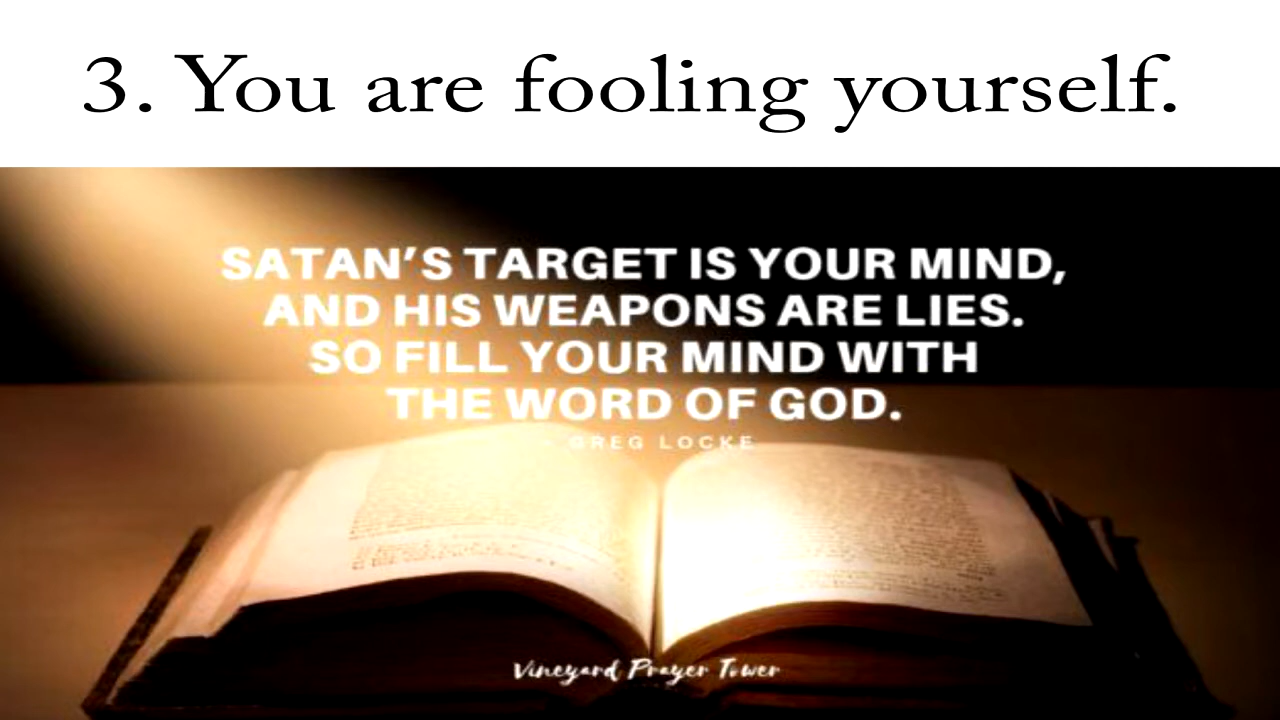 3. You are fooling yourself.
SATAN'S TARGET IS YOUR MIND,
AND HIS WEAPONS ARE LIES.
SO FILL YOUR MIND WITH
THE WORD OF GOD.
- GREG LOCKE
Vineyard Prayer Tower